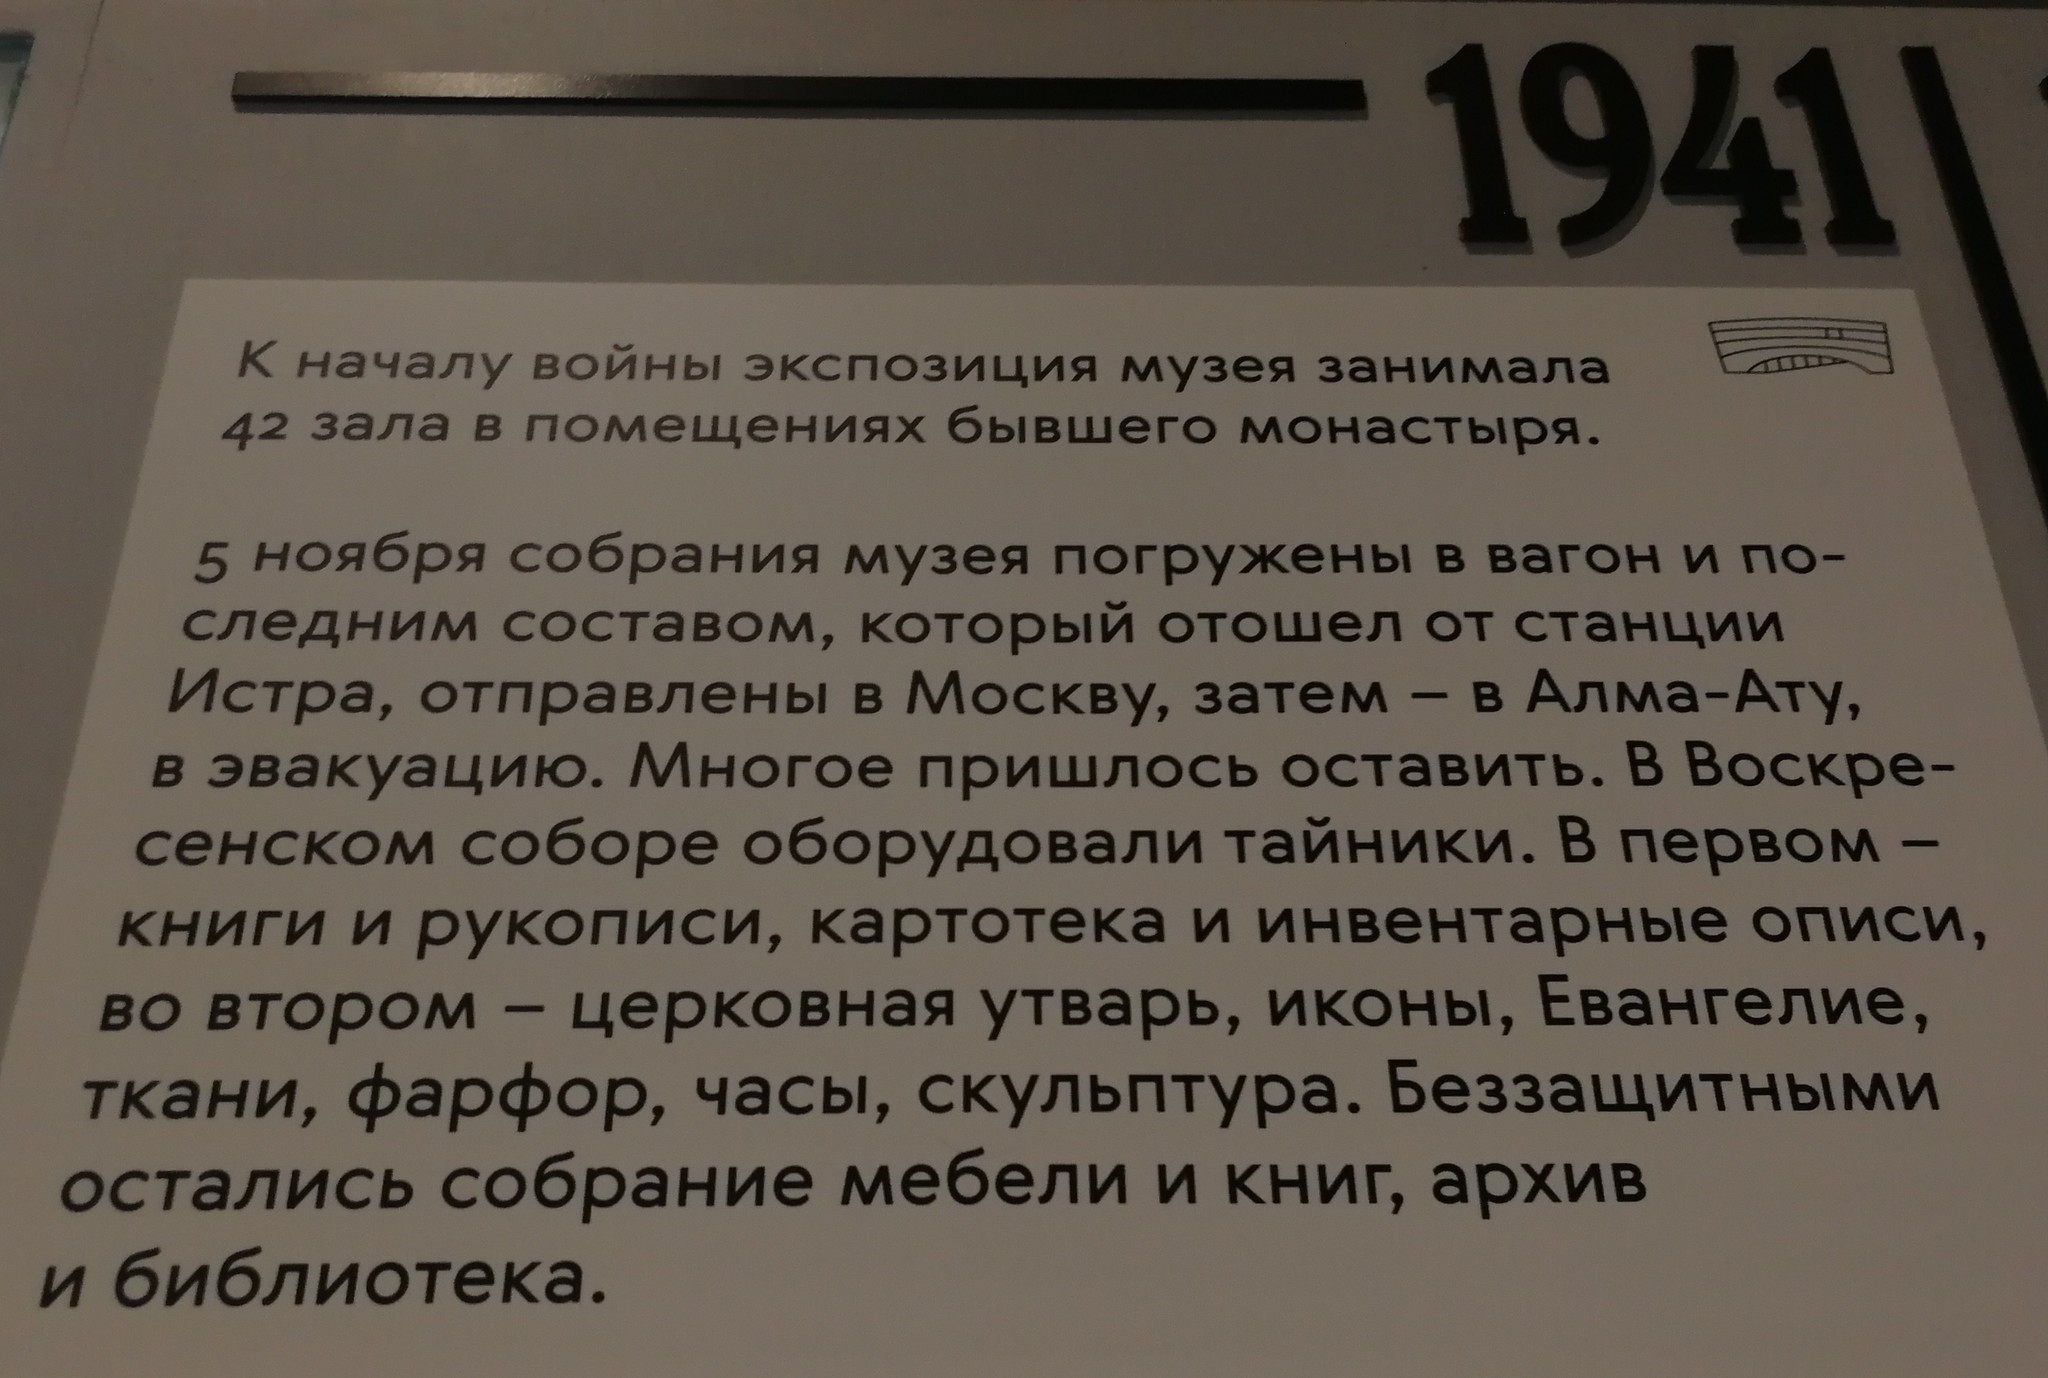 1941
К началу войны экспозиция музея занимала
42 зала в помещениях бывшего монастыря.
5 ноября собрания музея погружены в вагон и по-
следним составом, который отошел от станции
Истра, отправлены в Москву, затем – в Алма-Ату,
в эвакуацию. Многое пришлось оставить. В Воскре-
сенском соборе оборудовали тайники. В первом –
книги и рукописи, картотека и инвентарные описи,
во втором – церковная утварь, иконы, Евангелие,
ткани, фарфор, часы, скульптура. Беззащитными
остались собрание мебели и книг, архив
и библиотека.